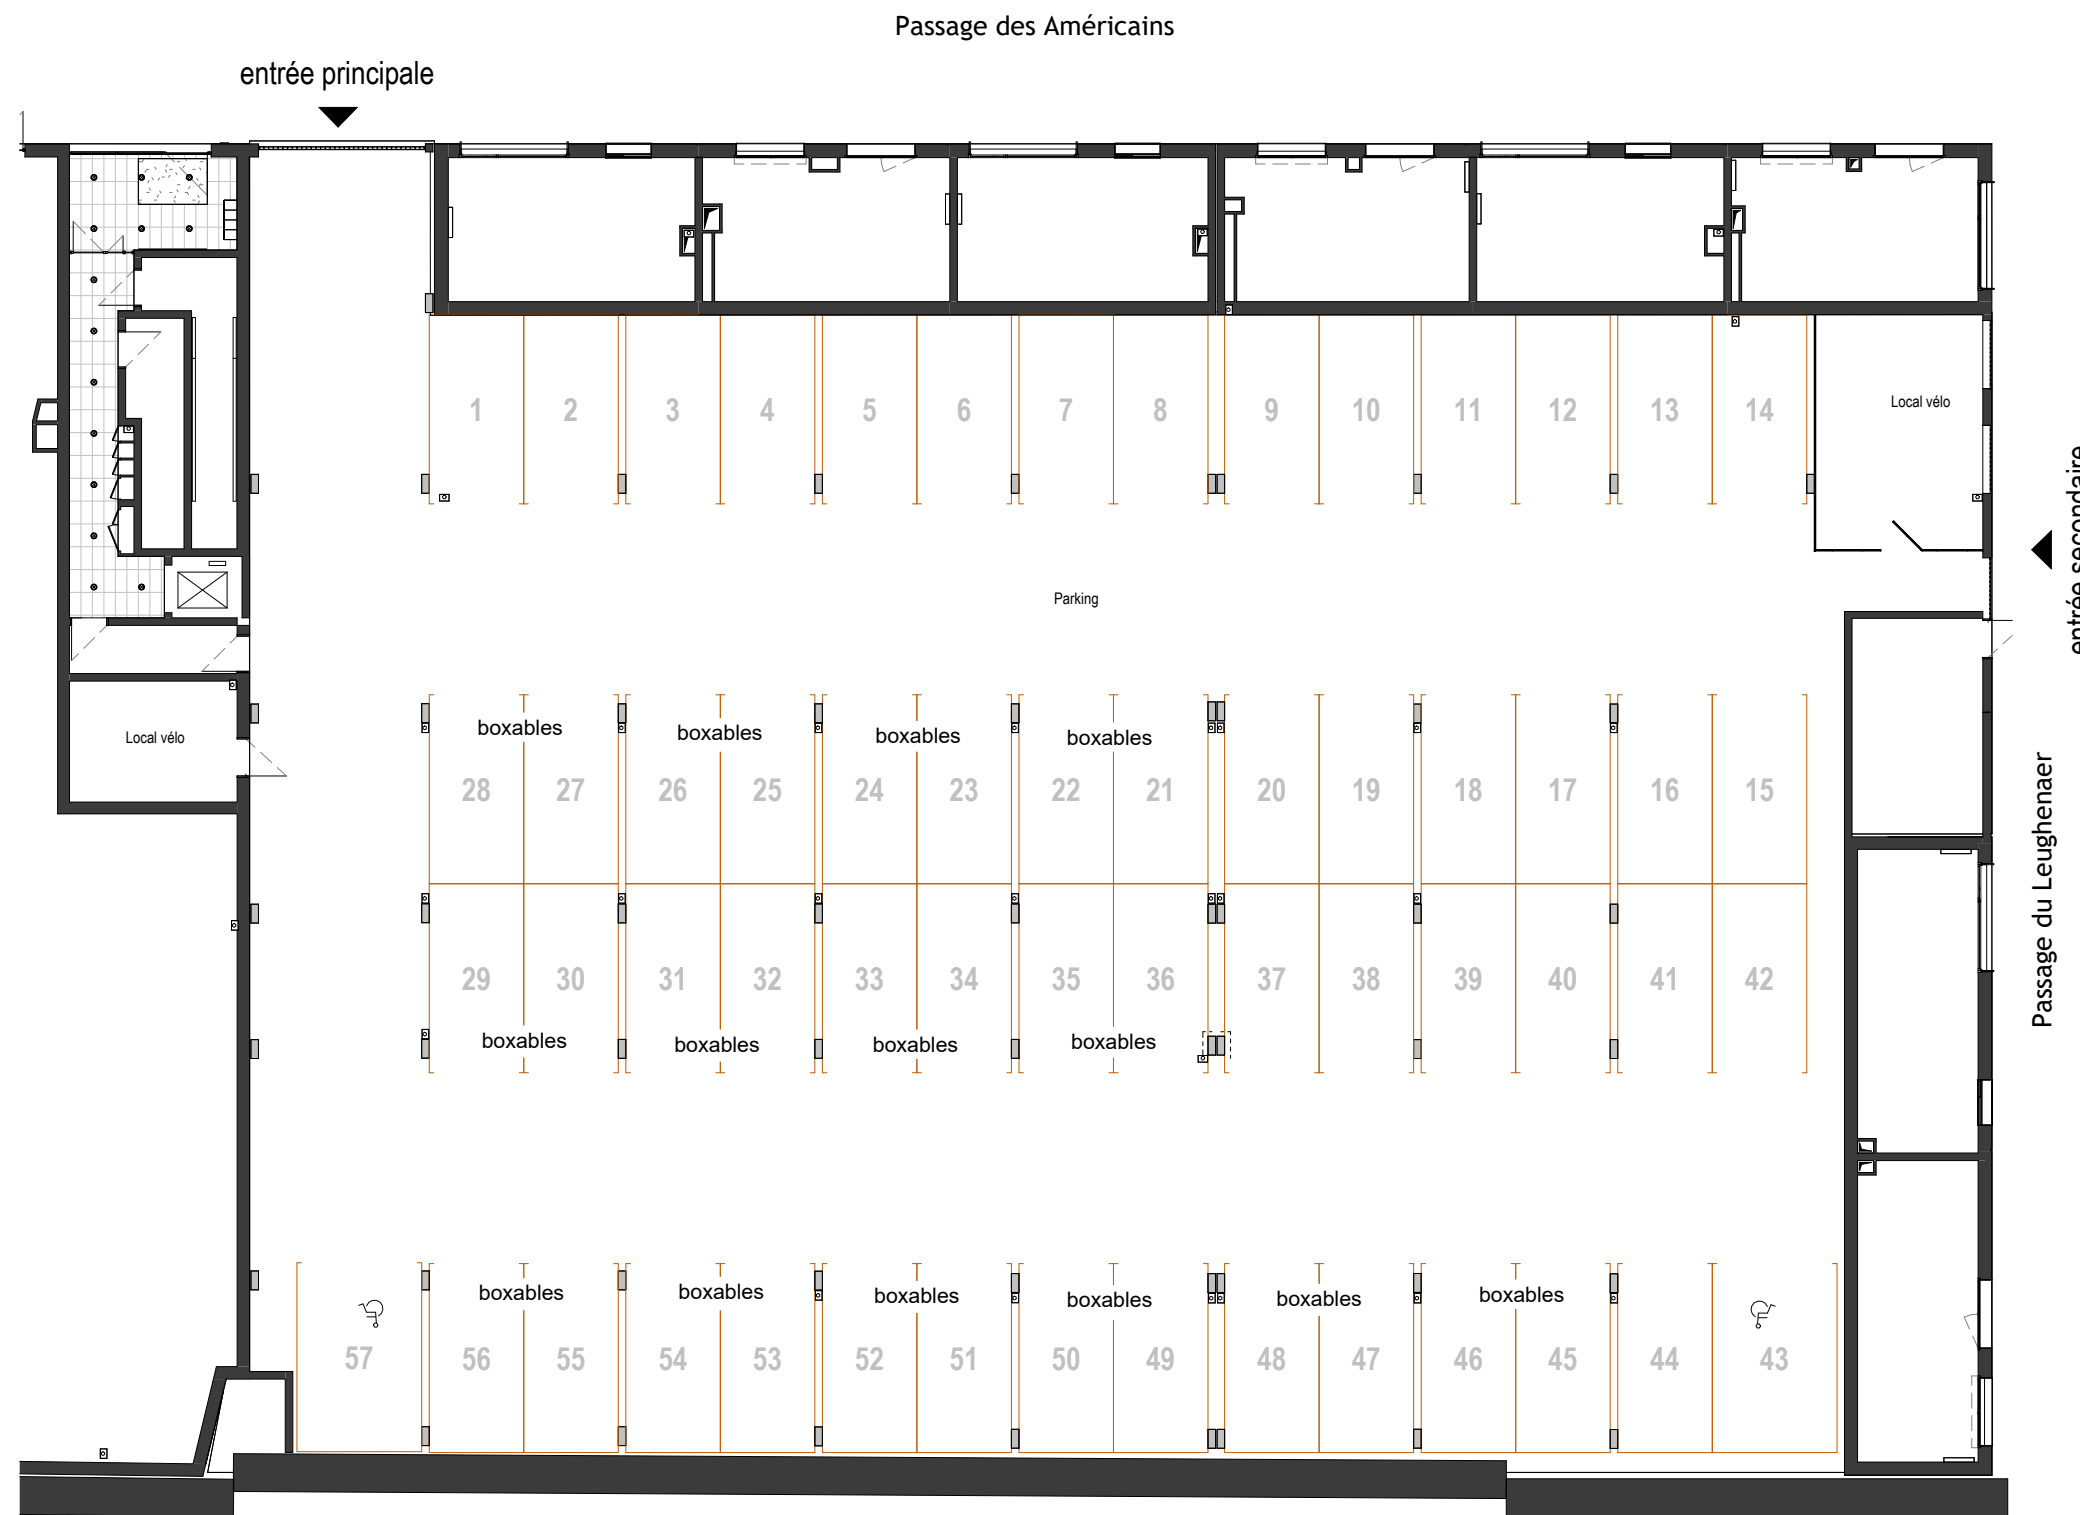 Passage des Américains
entrée principale
1 2 3 4 5 6 7 8 9 10 11 12 13 14
Local vélo
entrée secondaire
Parking
boxables boxables boxables boxables
Local vélo
28 27 26 25 24 23 22 21 20 19 18 17 16 15
Passage du Leughenaer
29 30 31 32 33 34 35 36 37 38 39 40 41 42
boxables boxables boxables boxables
boxables boxables boxables boxables boxables boxables
57 56 55 54 53 52 51 50 49 48 47 46 45 44 43